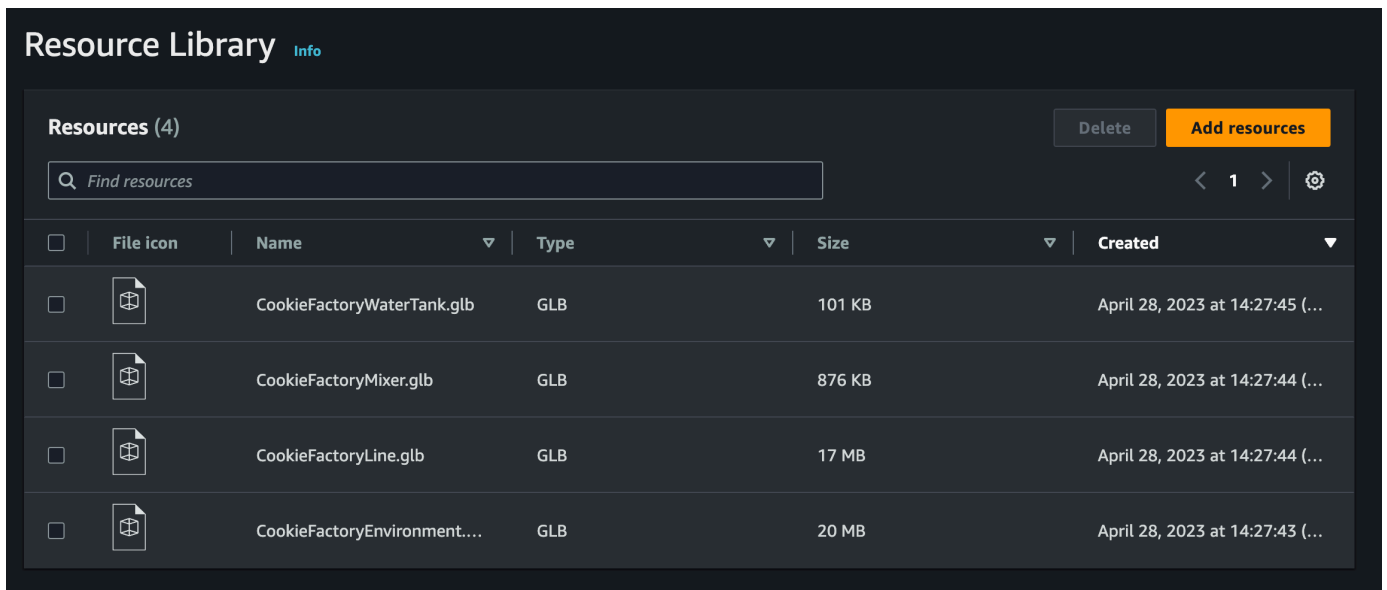 Resource Library Info
Resources (4) Delete Add resources
Find resources 1
File icon Name Type Size Created
CookieFactoryWaterTank.glb GLB 101 KB April 28, 2023 at 14:27:45 (...
CookieFactoryMixer.glb GLB 876 KB April 28, 2023 at 14:27:44 (...
CookieFactoryLine.glb GLB 17 MB April 28, 2023 at 14:27:44 (...
CookieFactoryEnvironment.... GLB 20 MB April 28, 2023 at 14:27:43 (...